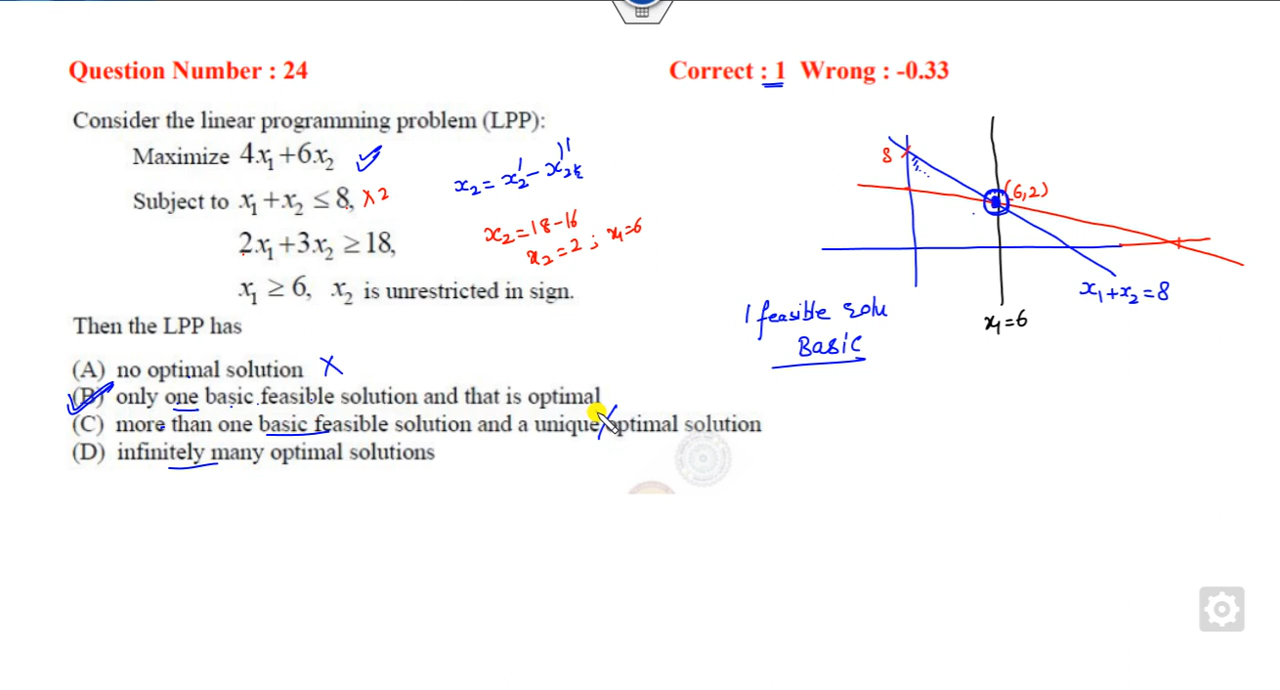 Question Number : 24
Correct : 1 Wrong : -0.33
Consider the linear programming problem (LPP):
Maximize 4x₁+6x₂
x₂ = x₂' - x₂''
Subject to x₁+x₂ ≤ 8, ×2
2x₁+3x₂ ≥ 18,
x₂=18-16
x₂=2 ; x₁=6
x₁ ≥ 6, x₂ is unrestricted in sign.
8
(6,2)
x₁+x₂=8
x₁=6
1 feasible solu
Basic
Then the LPP has
(A) no optimal solution
(B) only one basic feasible solution and that is optimal
(C) more than one basic feasible solution and a unique optimal solution
(D) infinitely many optimal solutions